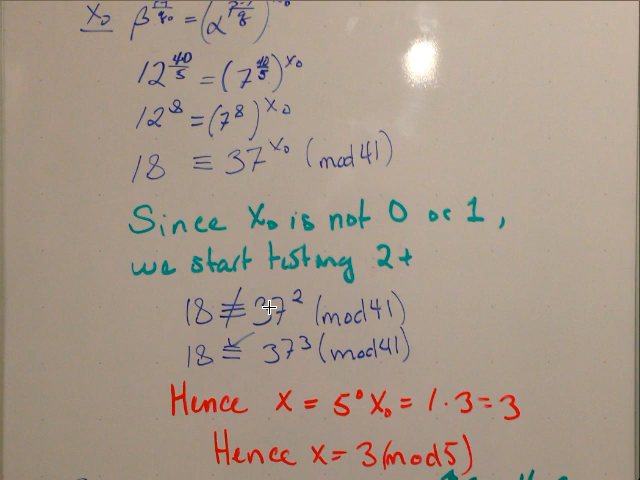 X₀ β^((p-1)/q₀) = (α^((p-1)/q))^(x₀)
12^(40/5) = (7^(40/5))^(x₀)
12^8 = (7^8)^(x₀)
18 ≡ 37^(x₀) (mod 41)
Since X₀ is not 0 or 1,
we start testing 2+
18 ≢ 37² (mod 41)
18 ≡ 37³ (mod 41)
Hence x = 5⁰X₀ = 1·3 = 3
Hence x = 3 (mod 5)